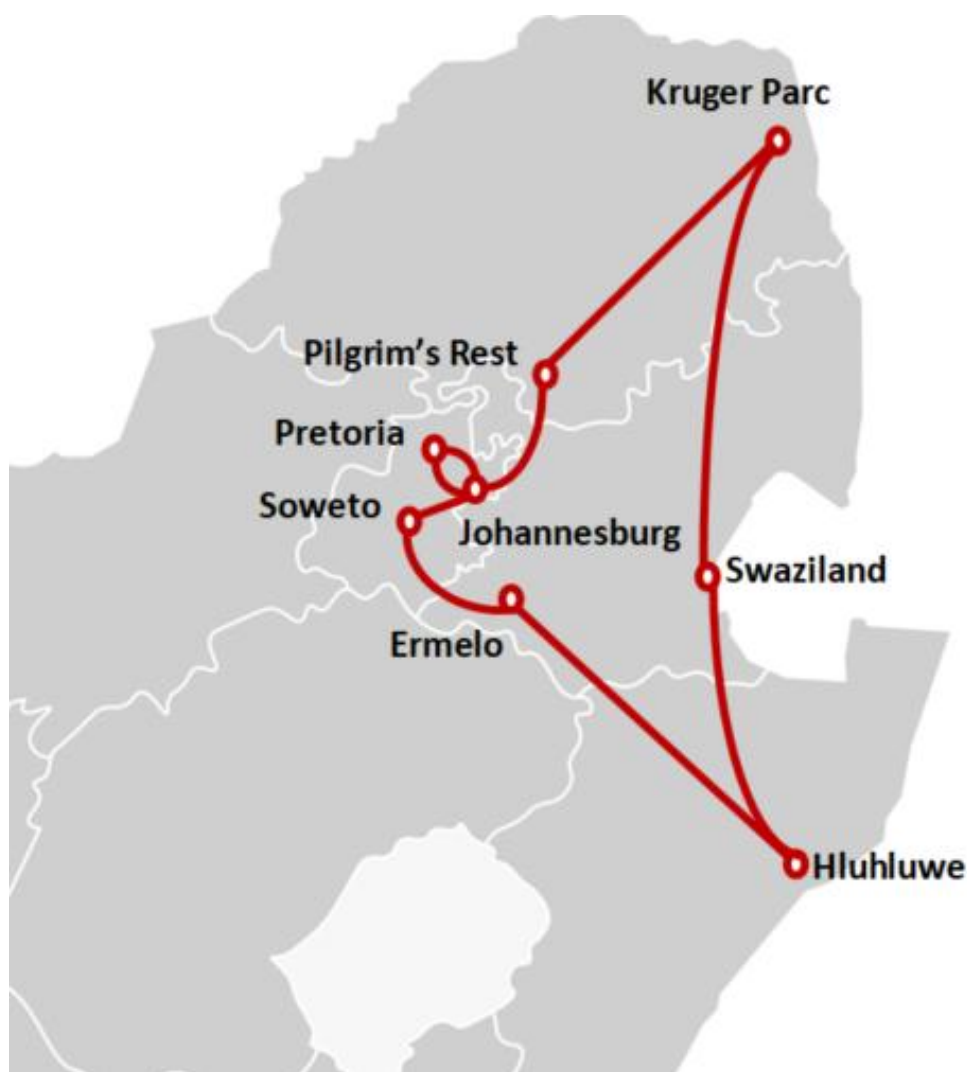 Kruger Parc
Pilgrim’s Rest
Pretoria
Soweto
Johannesburg
Swaziland
Ermelo
Hluhluwe